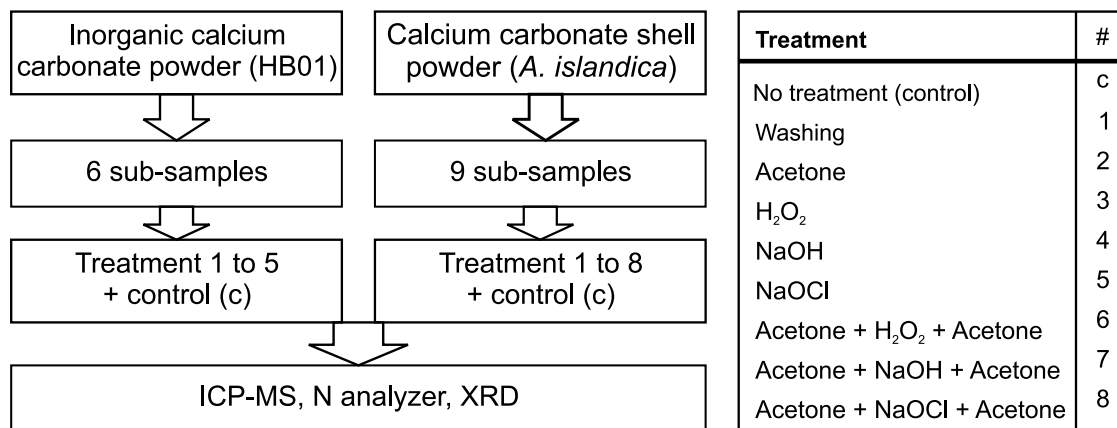 Inorganic calcium
carbonate powder (HB01)
Calcium carbonate shell
powder (A. islandica)
6 sub-samples
9 sub-samples
Treatment 1 to 5
+ control (c)
Treatment 1 to 8
+ control (c)
ICP-MS, N analyzer, XRD
Treatment #
No treatment (control) c
Washing 1
Acetone 2
H₂O₂ 3
NaOH 4
NaOCl 5
Acetone + H₂O₂ + Acetone 6
Acetone + NaOH + Acetone 7
Acetone + NaOCl + Acetone 8